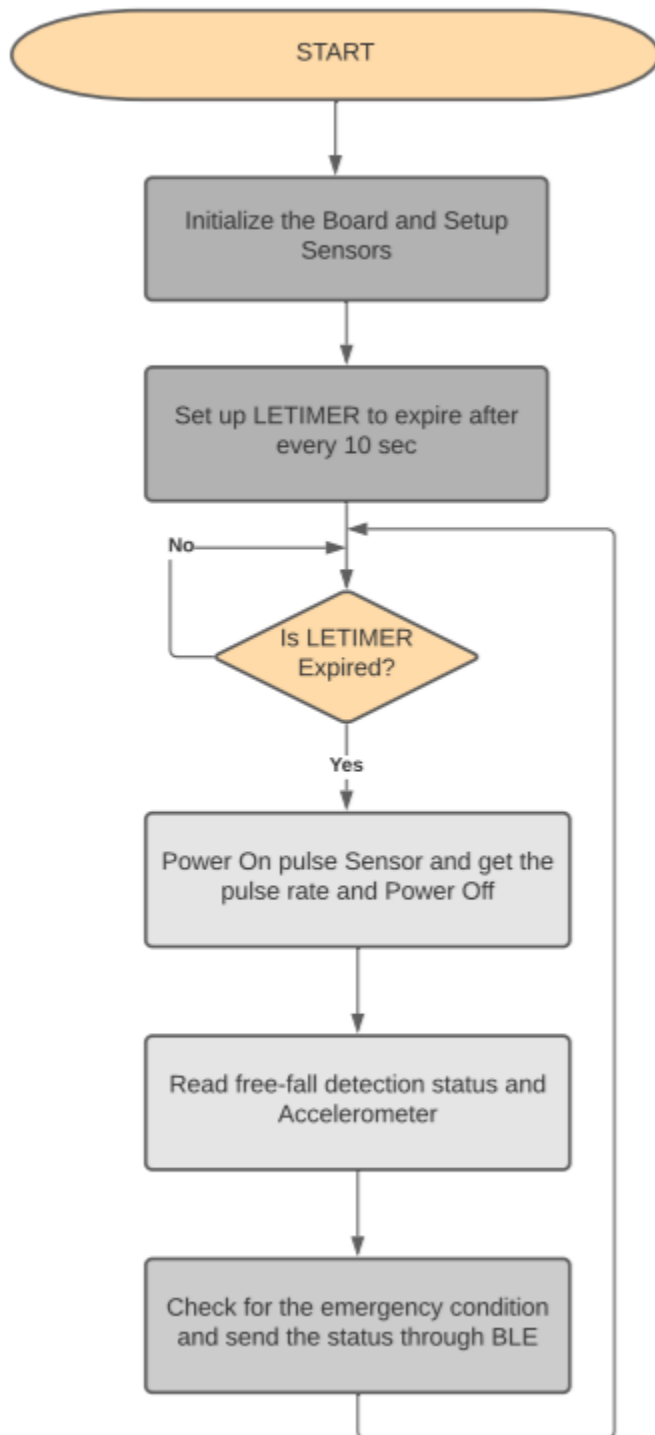 START
Initialize the Board and Setup
Sensors
Set up LETIMER to expire after
every 10 sec
No
Is LETIMER
Expired?
Yes
Power On pulse Sensor and get the
pulse rate and Power Off
Read free-fall detection status and
Accelerometer
Check for the emergency condition
and send the status through BLE